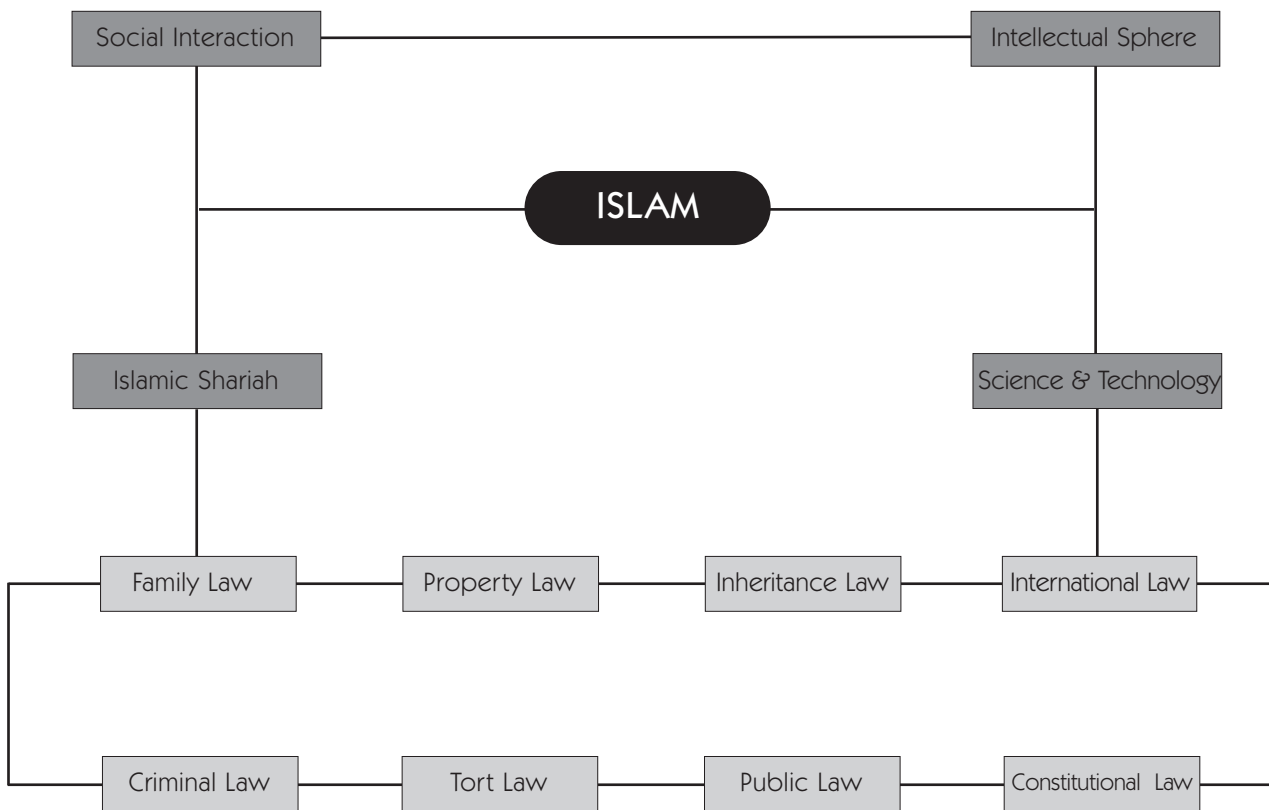 Social Interaction
Intellectual Sphere
ISLAM
Islamic Shariah
Science & Technology
Family Law
Property Law
Inheritance Law
International Law
Criminal Law
Tort Law
Public Law
Constitutional Law